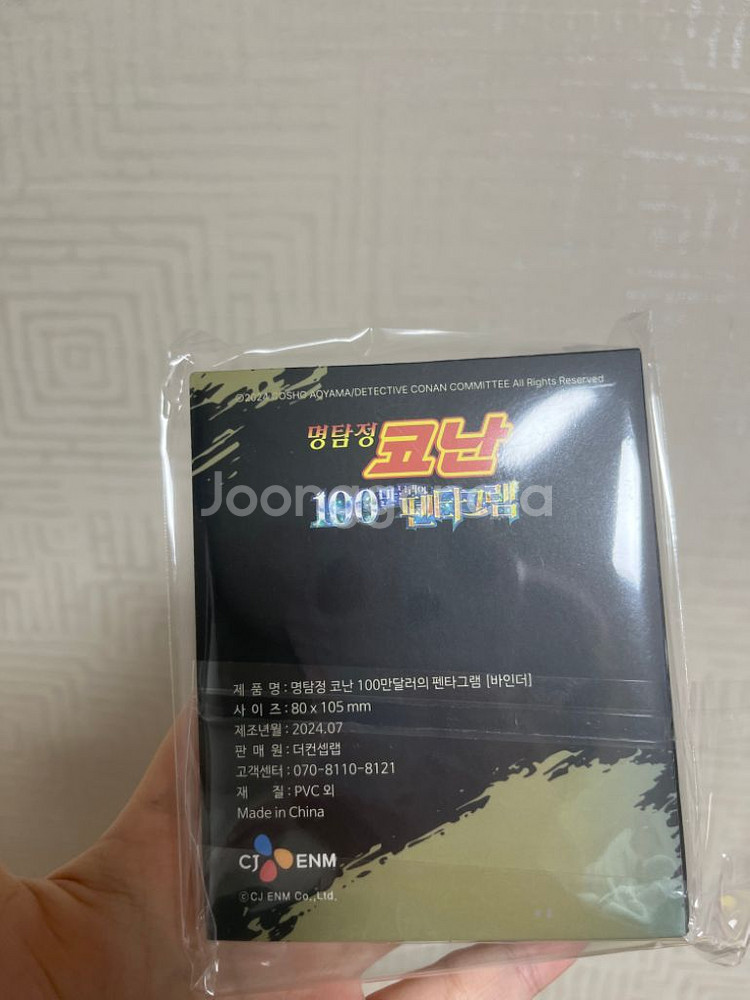 ©2024 GOSHO AOYAMA/DETECTIVE CONAN COMMITTEE All Rights Reserved
명탐정 코난
100만 달러의 펜타그램
Joonggonara
제 품 명 : 명탐정 코난 100만달러의 펜타그램 [바인더]
사 이 즈 : 80 x 105 mm
제조년월 : 2024.07
판 매 원 : 더컨셉랩
고객센터 : 070-8110-8121
재 질 : PVC 외
Made in China
CJ ENM
ⓒCJ ENM Co.,Ltd.